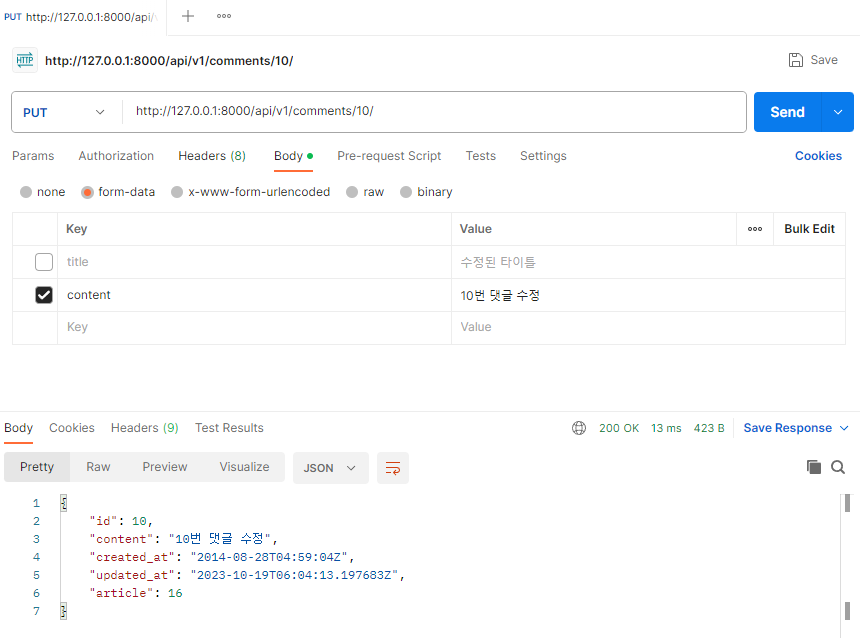 PUT http://127.0.0.1:8000/api/v
http://127.0.0.1:8000/api/v1/comments/10/ Save
PUT http://127.0.0.1:8000/api/v1/comments/10/ Send
Params Authorization Headers (8) Body Pre-request Script Tests Settings Cookies
none form-data x-www-form-urlencoded raw binary
Key Value Bulk Edit
title 수정된 타이틀
content 10번 댓글 수정
Key Value
Body Cookies Headers (9) Test Results 200 OK 13 ms 423 B Save Response
Pretty Raw Preview Visualize JSON
1 {
2 "id": 10,
3 "content": "10번 댓글 수정",
4 "created_at": "2014-08-28T04:59:04Z",
5 "updated_at": "2023-10-19T06:04:13.197683Z",
6 "article": 16
7 }